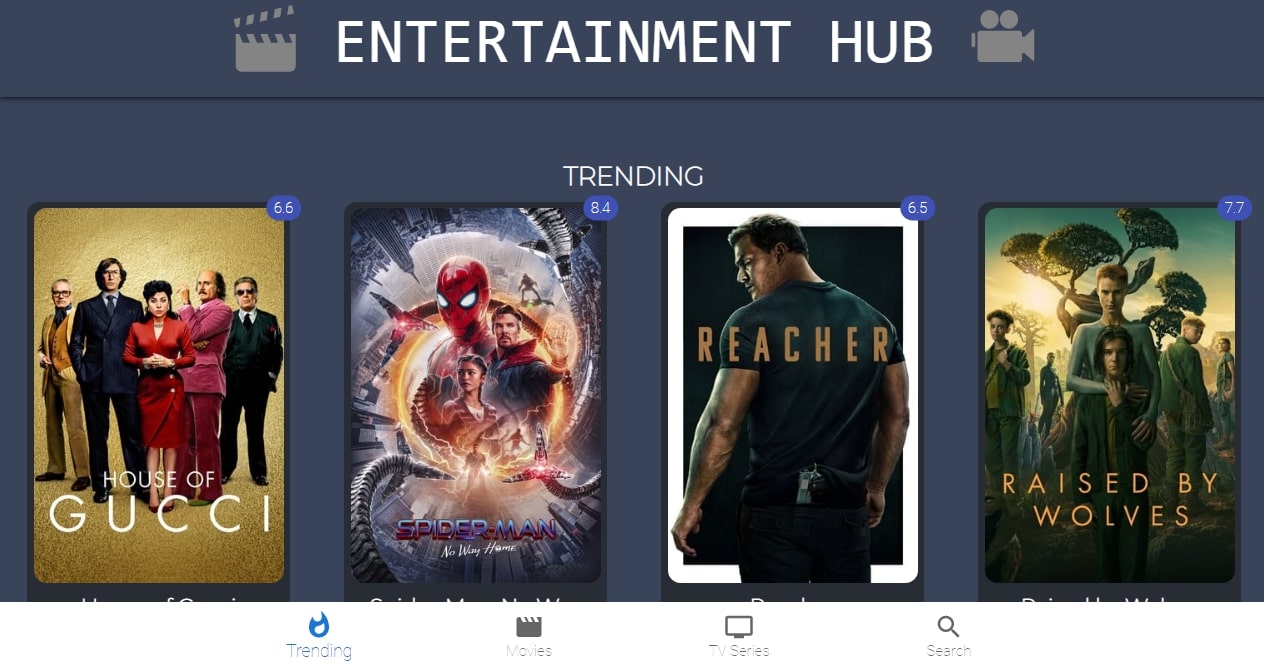 ENTERTAINMENT HUB
TRENDING
6.6
8.4
6.5
7.7
HOUSE OF
GUCCI
SPIDER-MAN
No Way Home
REACHER
RAISED BY
WOLVES
Trending
Movies
TV Series
Search